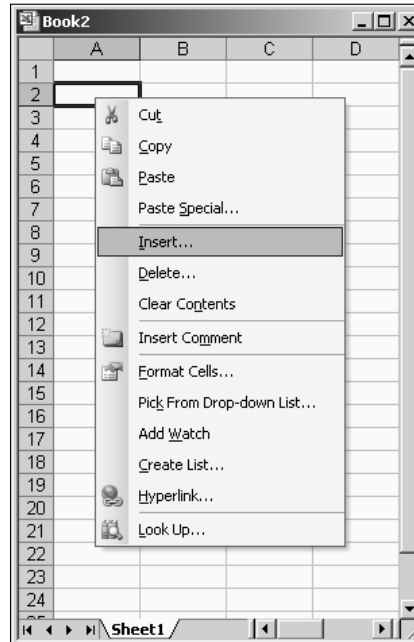 Book2
A B C D
1
2
3 Cut
4 Copy
5
6 Paste
7 Paste Special...
8 Insert...
9
10 Delete...
11 Clear Contents
12
13 Insert Comment
14 Format Cells...
15 Pick From Drop-down List...
16
17 Add Watch
18 Create List...
19
20 Hyperlink...
21 Look Up...
22
23
24
25
Sheet1